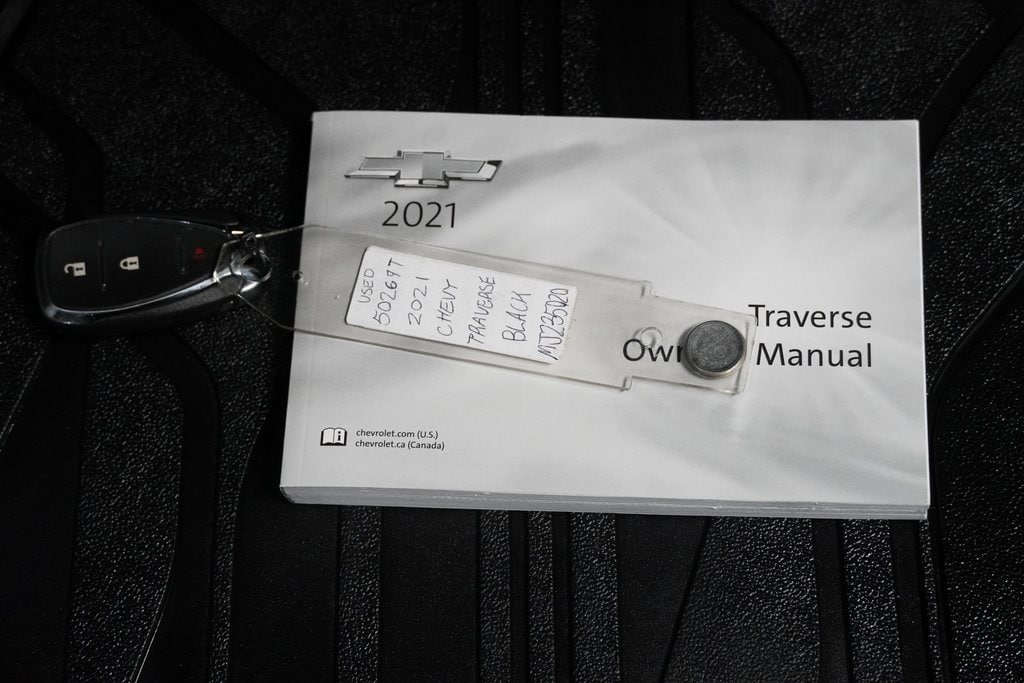 2021
USED
50269T
2021
CHEVY
TRAVERSE
BLACK
MJ235020
Traverse
Manual
chevrolet.com (U.S.)
chevrolet.ca (Canada)